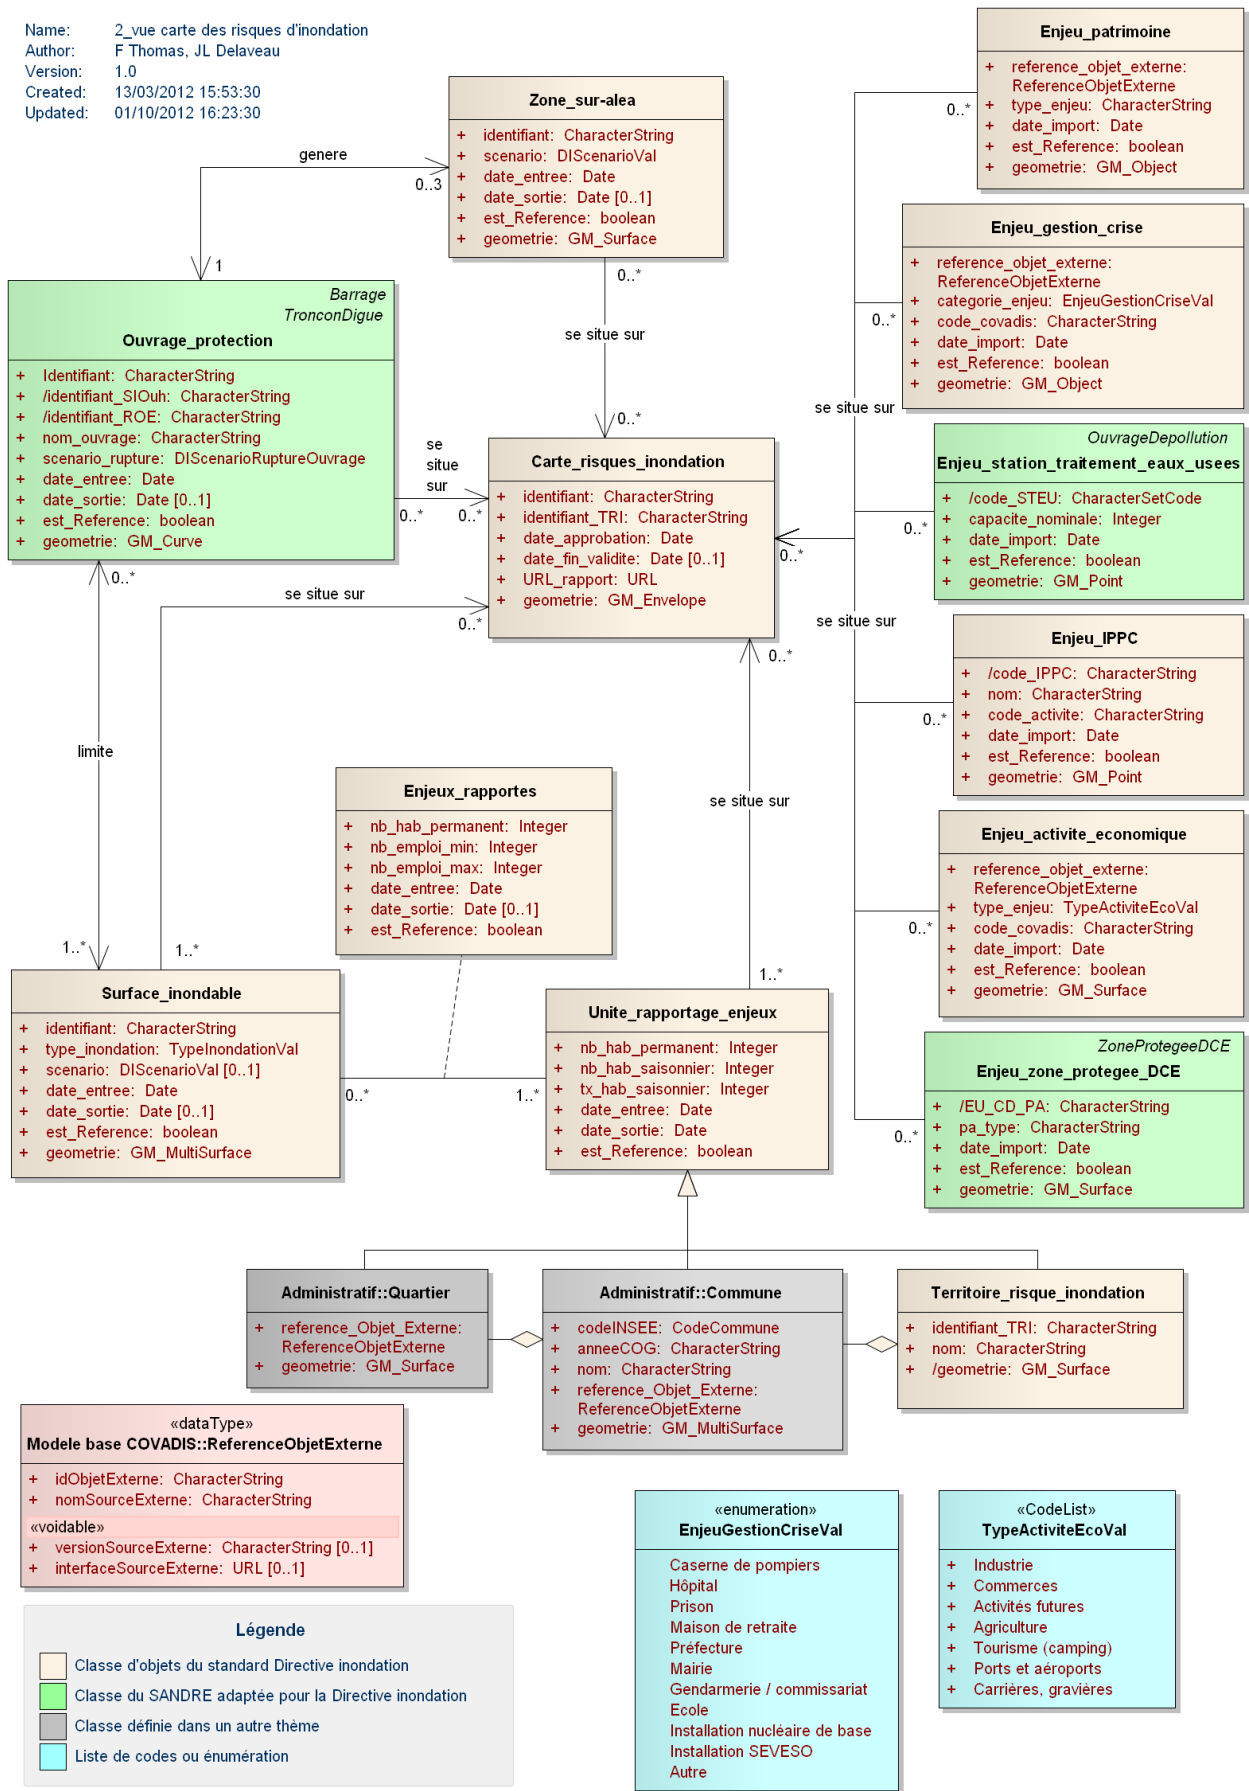 Name: 2_vue carte des risques d'inondation
Author: F Thomas, JL Delaveau
Version: 1.0
Created: 13/03/2012 15:53:30
Updated: 01/10/2012 16:23:30
Zone_sur-alea
+ identifiant: CharacterString
+ scenario: DIScenarioVal
+ date_entree: Date
+ date_sortie: Date [0..1]
+ est_Reference: boolean
+ geometrie: GM_Surface
genere
0..3
1
0..*
se situe sur
0..*
Enjeu_patrimoine
+ reference_objet_externe:
ReferenceObjetExterne
+ type_enjeu: CharacterString
+ date_import: Date
+ est_Reference: boolean
+ geometrie: GM_Object
0..*
Enjeu_gestion_crise
+ reference_objet_externe:
ReferenceObjetExterne
+ categorie_enjeu: EnjeuGestionCriseVal
+ code_covadis: CharacterString
+ date_import: Date
+ est_Reference: boolean
+ geometrie: GM_Object
0..*
se situe sur
Barrage
TronconDigue
Ouvrage_protection
+ Identifiant: CharacterString
+ /identifiant_SIOuh: CharacterString
+ /identifiant_ROE: CharacterString
+ nom_ouvrage: CharacterString
+ scenario_rupture: DIScenarioRuptureOuvrage
+ date_entree: Date
+ date_sortie: Date [0..1]
+ est_Reference: boolean
+ geometrie: GM_Curve
se
situe
sur
0..*
0..*
0..*
Carte_risques_inondation
+ identifiant: CharacterString
+ identifiant_TRI: CharacterString
+ date_approbation: Date
+ date_fin_validite: Date [0..1]
+ URL_rapport: URL
+ geometrie: GM_Envelope
0..*
0..*
OuvrageDepollution
Enjeu_station_traitement_eaux_usees
+ /code_STEU: CharacterSetCode
+ capacite_nominale: Integer
+ date_import: Date
+ est_Reference: boolean
+ geometrie: GM_Point
0..*
se situe sur
0..*
se situe sur
Enjeu_IPPC
+ /code_IPPC: CharacterString
+ nom: CharacterString
+ code_activite: CharacterString
+ date_import: Date
+ est_Reference: boolean
+ geometrie: GM_Point
0..*
limite
Enjeux_rapportes
+ nb_hab_permanent: Integer
+ nb_emploi_min: Integer
+ nb_emploi_max: Integer
+ date_entree: Date
+ date_sortie: Date [0..1]
+ est_Reference: boolean
se situe sur
Enjeu_activite_economique
+ reference_objet_externe:
ReferenceObjetExterne
+ type_enjeu: TypeActiviteEcoVal
+ code_covadis: CharacterString
+ date_import: Date
+ est_Reference: boolean
+ geometrie: GM_Surface
0..*
1..*
1..*
1..*
Surface_inondable
+ identifiant: CharacterString
+ type_inondation: TypeInondationVal
+ scenario: DIScenarioVal [0..1]
+ date_entree: Date
+ date_sortie: Date [0..1]
+ est_Reference: boolean
+ geometrie: GM_MultiSurface
0..*
1..*
Unite_rapportage_enjeux
+ nb_hab_permanent: Integer
+ nb_hab_saisonnier: Integer
+ tx_hab_saisonnier: Integer
+ date_entree: Date
+ date_sortie: Date
+ est_Reference: boolean
ZoneProtegeeDCE
Enjeu_zone_protegee_DCE
+ /EU_CD_PA: CharacterString
+ pa_type: CharacterString
+ date_import: Date
+ est_Reference: boolean
+ geometrie: GM_Surface
0..*
Administratif::Quartier
+ reference_Objet_Externe:
ReferenceObjetExterne
+ geometrie: GM_Surface
Administratif::Commune
+ codeINSEE: CodeCommune
+ anneeCOG: CharacterString
+ nom: CharacterString
+ reference_Objet_Externe:
ReferenceObjetExterne
+ geometrie: GM_MultiSurface
Territoire_risque_inondation
+ identifiant_TRI: CharacterString
+ nom: CharacterString
+ /geometrie: GM_Surface
«dataType»
Modele base COVADIS::ReferenceObjetExterne
+ idObjetExterne: CharacterString
+ nomSourceExterne: CharacterString
«voidable»
+ versionSourceExterne: CharacterString [0..1]
+ interfaceSourceExterne: URL [0..1]
«enumeration»
EnjeuGestionCriseVal
Caserne de pompiers
Hôpital
Prison
Maison de retraite
Préfecture
Mairie
Gendarmerie / commissariat
Ecole
Installation nucléaire de base
Installation SEVESO
Autre
«CodeList»
TypeActiviteEcoVal
+ Industrie
+ Commerces
+ Activités futures
+ Agriculture
+ Tourisme (camping)
+ Ports et aéroports
+ Carrières, gravières
Légende
Classe d'objets du standard Directive inondation
Classe du SANDRE adaptée pour la Directive inondation
Classe définie dans un autre thème
Liste de codes ou énumération